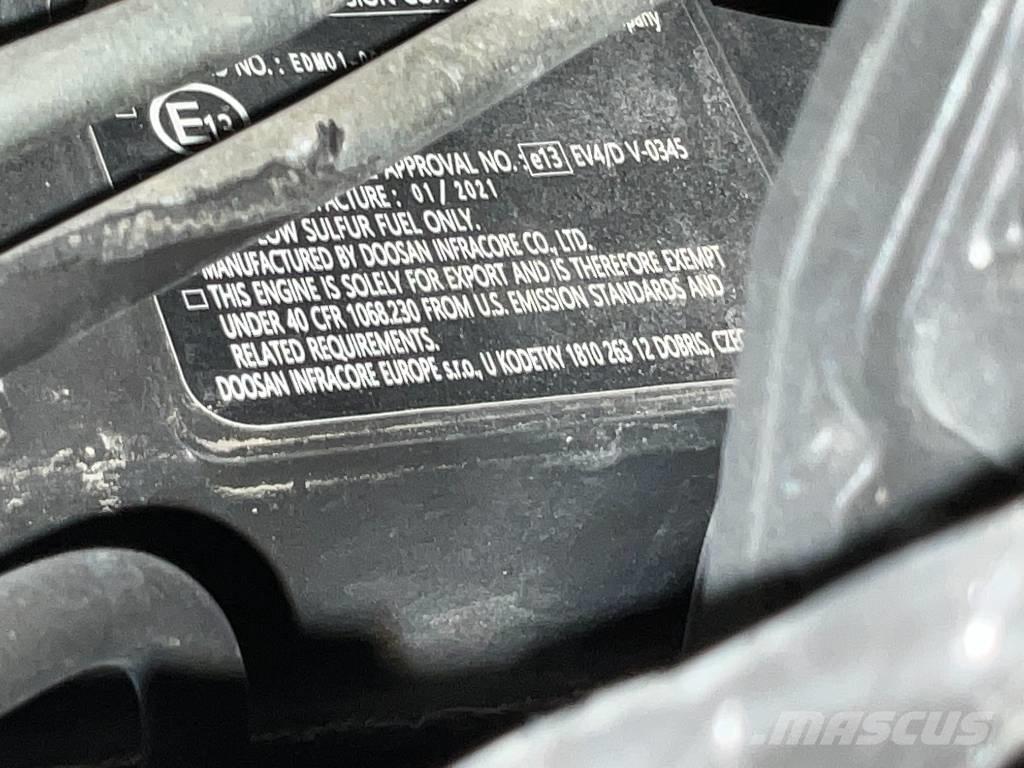 NO.: EDM01-
E13
APPROVAL NO. : e13 EV4/D V-0345
01/2021
LOW SULFUR FUEL ONLY.
MANUFACTURED BY DOOSAN INFRACORE CO., LTD.
THIS ENGINE IS SOLELY FOR EXPORT AND IS THEREFORE EXEMPT
UNDER 40 CFR 1068.230 FROM U.S. EMISSION STANDARDS AND
RELATED REQUIREMENTS.
DOOSAN INFRACORE EUROPE s.r.o., U KODETKY 1810 263 12 DOBRIS,
MASCUS